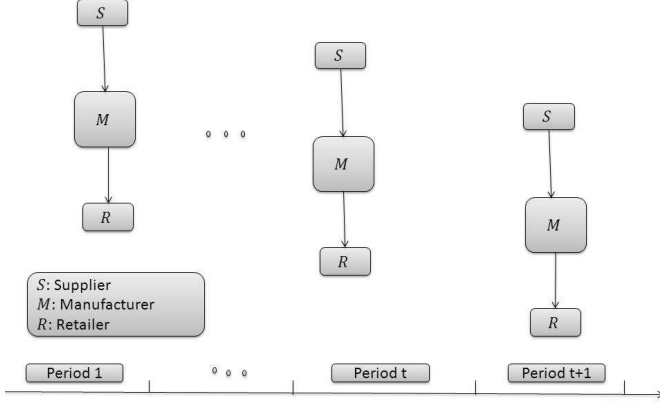 S
M
R
S
M
R
S
M
R
S: Supplier
M: Manufacturer
R: Retailer
Period 1
Period t
Period t+1